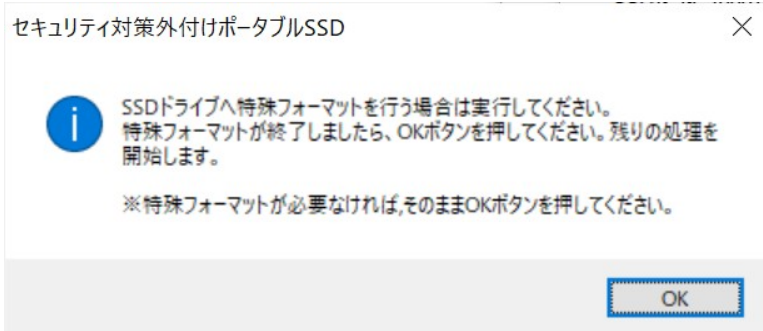 セキュリティ対策外付けポータブルSSD
SSDドライブへ特殊フォーマットを行う場合は実行してください。
特殊フォーマットが終了しましたら、OKボタンを押してください。残りの処理を
開始します。
※特殊フォーマットが必要なければ,そのままOKボタンを押してください。
OK